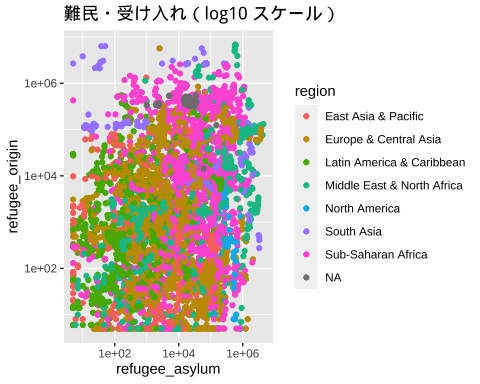 難民・受け入れ ( log10 スケール )
refugee_origin
1e+06
1e+04
1e+02
1e+02 1e+04 1e+06
refugee_asylum
region
East Asia & Pacific
Europe & Central Asia
Latin America & Caribbean
Middle East & North Africa
North America
South Asia
Sub-Saharan Africa
NA